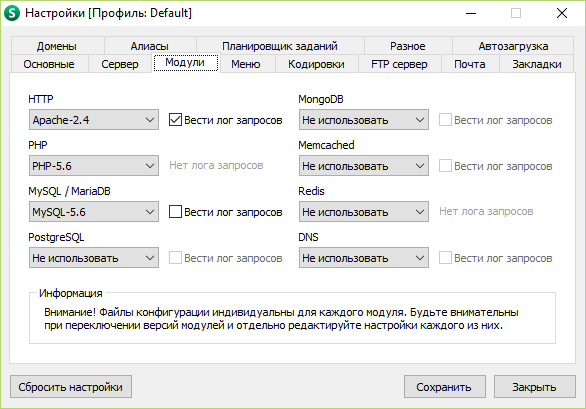 Настройки [Профиль: Default]
Домены Алиасы Планировщик заданий Разное Автозагрузка
Основные Сервер Модули Меню Кодировки FTP сервер Почта Закладки
HTTP
Apache-2.4 Вести лог запросов
PHP
PHP-5.6 Нет лога запросов
MySQL / MariaDB
MySQL-5.6 Вести лог запросов
PostgreSQL
Не использовать Вести лог запросов
MongoDB
Не использовать Вести лог запросов
Memcached
Не использовать Вести лог запросов
Redis
Не использовать Нет лога запросов
DNS
Не использовать Вести лог запросов
Информация
Внимание! Файлы конфигурации индивидуальны для каждого модуля. Будьте внимательны
при переключении версий модулей и отдельно редактируйте настройки каждого из них.
Сбросить настройки Сохранить Закрыть